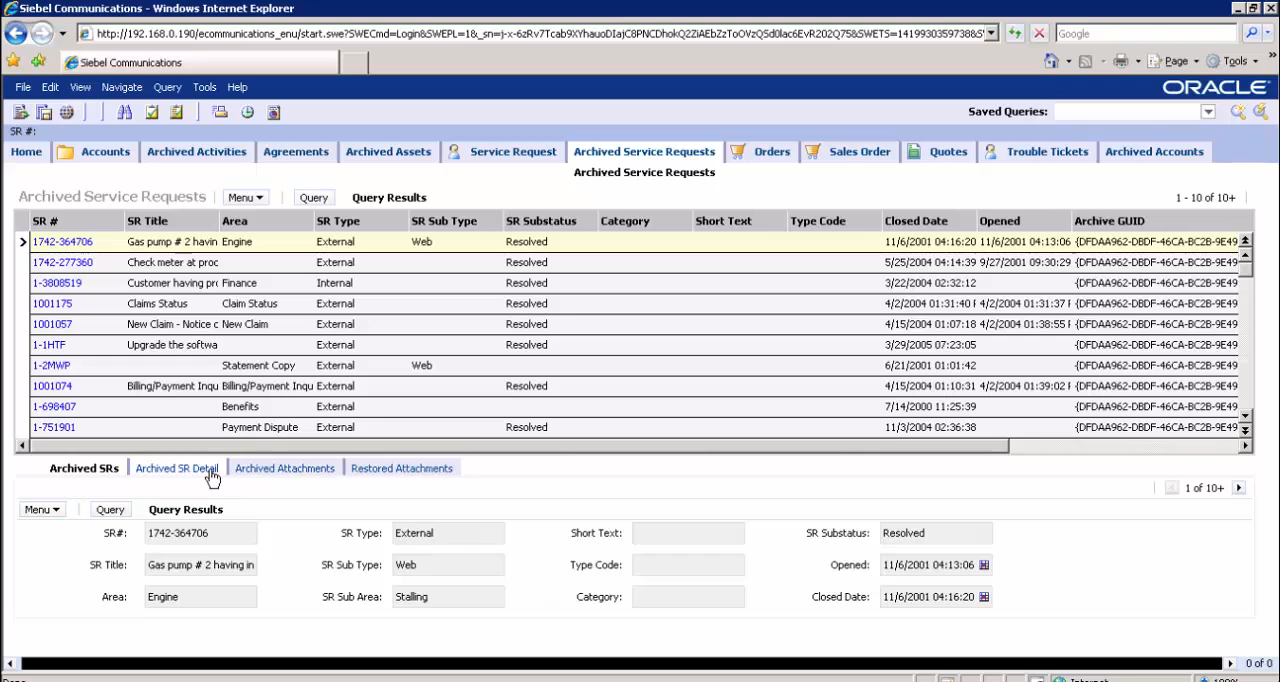 Siebel Communications - Windows Internet Explorer
Google
Siebel Communications
Page Tools »
File Edit View Navigate Query Tools Help
ORACLE
Saved Queries:
SR #:
Home Accounts Archived Activities Agreements Archived Assets Service Request Archived Service Requests Orders Sales Order Quotes Trouble Tickets Archived Accounts
Archived Service Requests
Archived Service Requests Menu Query Query Results 1 - 10 of 10+
SR # SR Title Area SR Type SR Sub Type SR Substatus Category Short Text Type Code Closed Date Opened Archive GUID
1742-364706 Gas pump # 2 havin Engine External Web Resolved 11/6/2001 04:16:20 11/6/2001 04:13:06 {DFDAA962-DBDF-46CA-BC2B-9E49
1742-277360 Check meter at proc External Resolved 5/25/2004 04:14:39 9/27/2001 09:30:29 {DFDAA962-DBDF-46CA-BC2B-9E49
1-3808519 Customer having pro Finance Internal Resolved 3/22/2004 02:32:12 {DFDAA962-DBDF-46CA-BC2B-9E49
1001175 Claims Status Claim Status External Resolved 4/2/2004 01:31:40 4/2/2004 01:31:37 {DFDAA962-DBDF-46CA-BC2B-9E49
1001057 New Claim - Notice c New Claim External Resolved 4/15/2004 01:07:18 4/2/2004 01:38:55 {DFDAA962-DBDF-46CA-BC2B-9E49
1-1HTF Upgrade the softwa External Resolved 3/29/2005 07:23:05 {DFDAA962-DBDF-46CA-BC2B-9E49
1-2MWP Statement Copy External Web 6/21/2001 01:01:42 {DFDAA962-DBDF-46CA-BC2B-9E49
1001074 Billing/Payment Inqu Billing/Payment Inqu External Resolved 4/15/2004 01:10:31 4/2/2004 01:39:02 {DFDAA962-DBDF-46CA-BC2B-9E49
1-698407 Benefits External 7/14/2000 11:25:39 {DFDAA962-DBDF-46CA-BC2B-9E49
1-751901 Payment Dispute External Resolved 11/3/2004 02:36:38 {DFDAA962-DBDF-46CA-BC2B-9E49
Archived SRs Archived SR Detail Archived Attachments Restored Attachments
1 of 10+
Menu Query Query Results
SR#: 1742-364706 SR Type: External Short Text: SR Substatus: Resolved
SR Title: Gas pump # 2 having in SR Sub Type: Web Type Code: Opened: 11/6/2001 04:13:06
Area: Engine SR Sub Area: Stalling Category: Closed Date: 11/6/2001 04:16:20
0 of 0